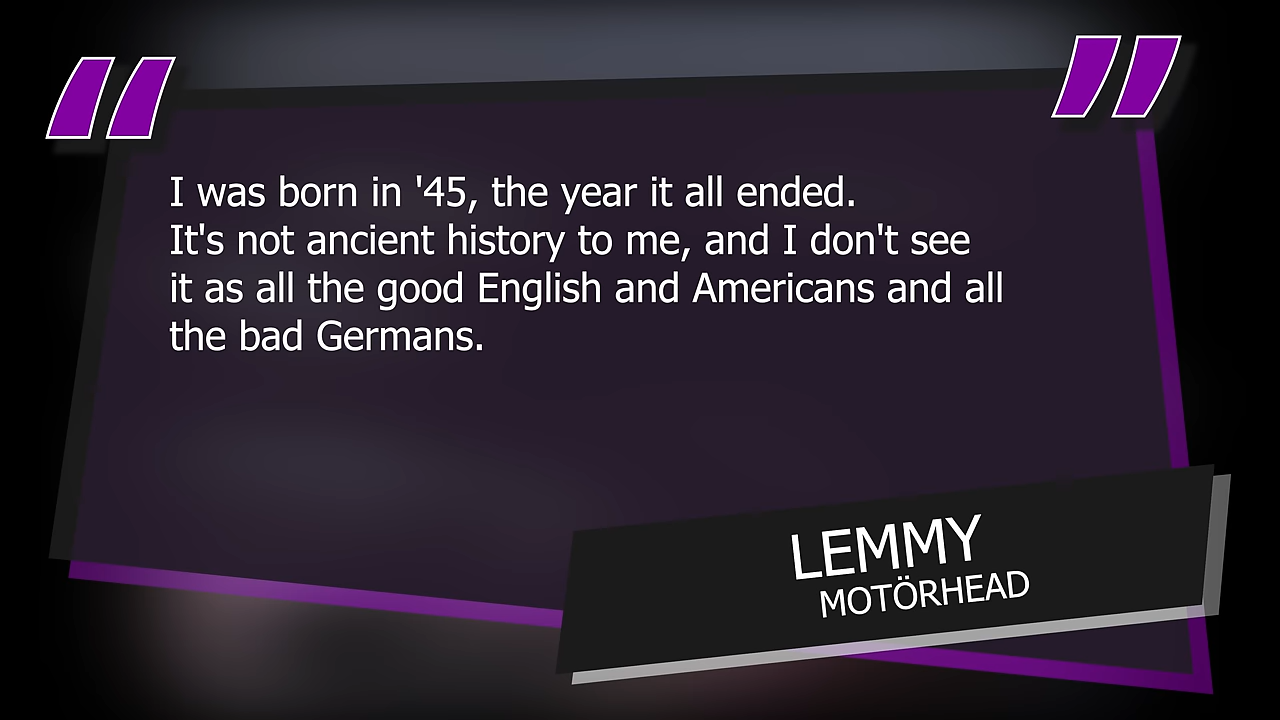 I was born in '45, the year it all ended.
It's not ancient history to me, and I don't see
it as all the good English and Americans and all
the bad Germans.
LEMMY
MOTÖRHEAD